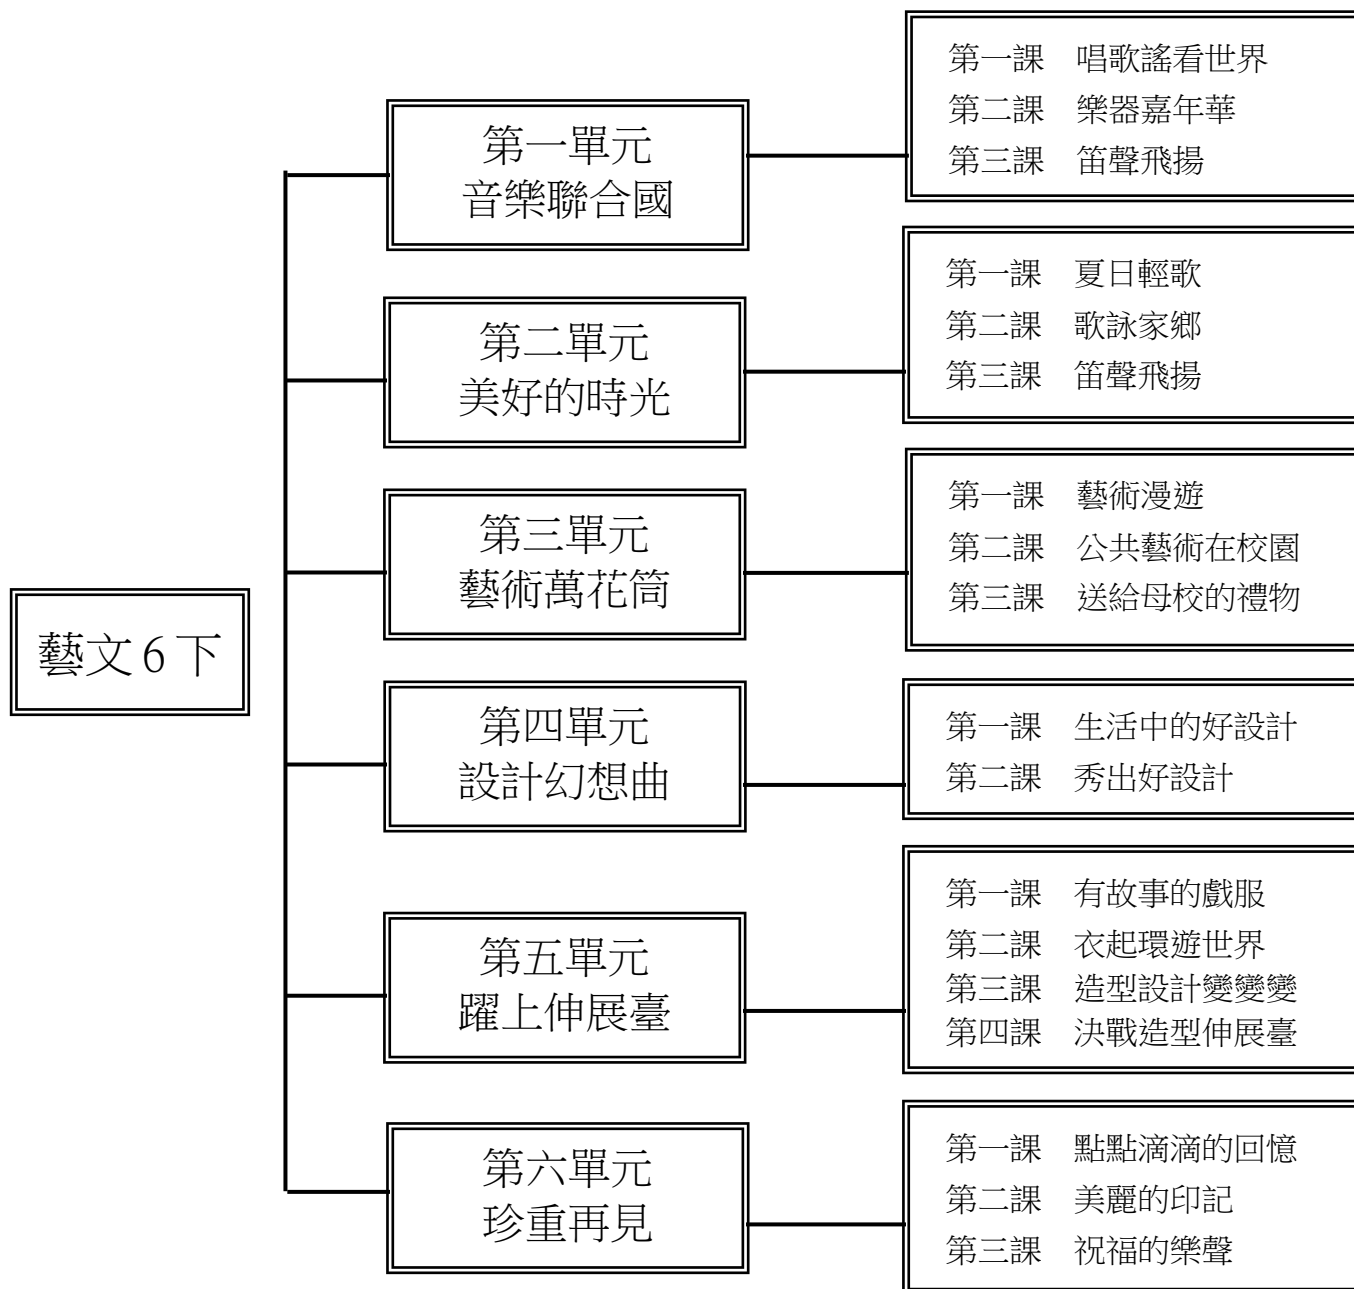 藝文6下
第一單元
音樂聯合國
第一課　唱歌謠看世界
第二課　樂器嘉年華
第三課　笛聲飛揚
第二單元
美好的時光
第一課　夏日輕歌
第二課　歌詠家鄉
第三課　笛聲飛揚
第三單元
藝術萬花筒
第一課　藝術漫遊
第二課　公共藝術在校園
第三課　送給母校的禮物
第四單元
設計幻想曲
第一課　生活中的好設計
第二課　秀出好設計
第五單元
躍上伸展臺
第一課　有故事的戲服
第二課　衣起環遊世界
第三課　造型設計變變變
第四課　決戰造型伸展臺
第六單元
珍重再見
第一課　點點滴滴的回憶
第二課　美麗的印記
第三課　祝福的樂聲